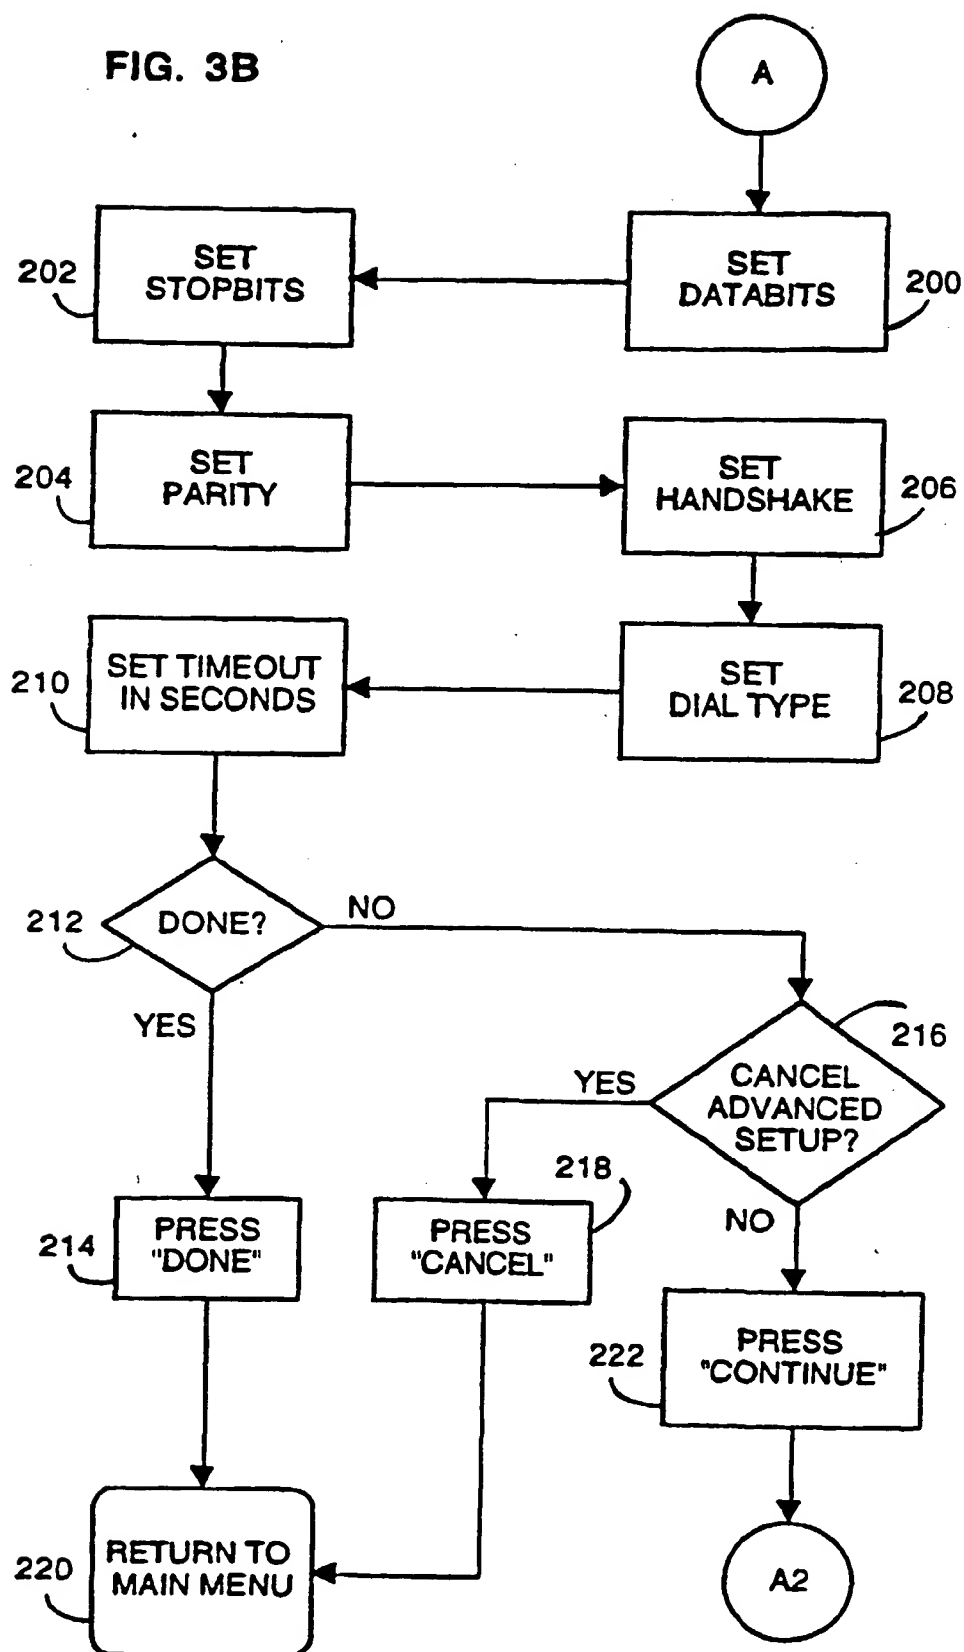 FIG. 3B
A
SET
DATABITS
200
SET
STOPBITS
202
SET
PARITY
204
SET
HANDSHAKE
206
SET
DIAL TYPE
208
SET TIMEOUT
IN SECONDS
210
DONE?
212
NO
YES
CANCEL
ADVANCED
SETUP?
216
YES
NO
PRESS
"DONE"
214
PRESS
"CANCEL"
218
PRESS
"CONTINUE"
222
RETURN TO
MAIN MENU
220
A2